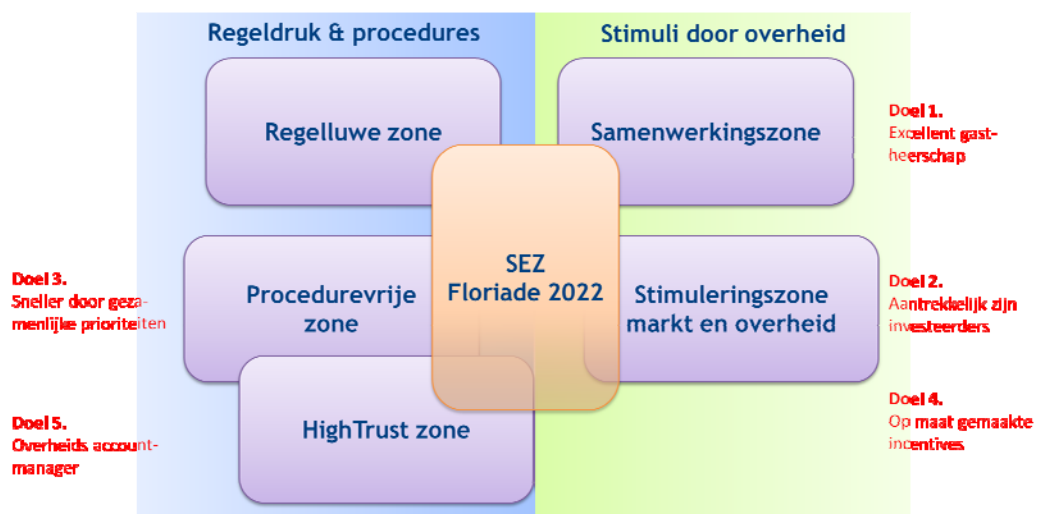 Regeldruk & procedures
Stimuli door overheid
Regelluwe zone
Samenwerkingszone
Doel 1.
Excellent gast-
heerschap
SEZ
Floriade 2022
Doel 3.
Sneller door geza-
menlijke prioriteiten
Procedurevrije
zone
Stimuleringszone
markt en overheid
Doel 2.
Aantrekkelijk zijn
investeerders
HighTrust zone
Doel 4.
Op maat gemaakte
incentives
Doel 5.
Overheids account-
manager